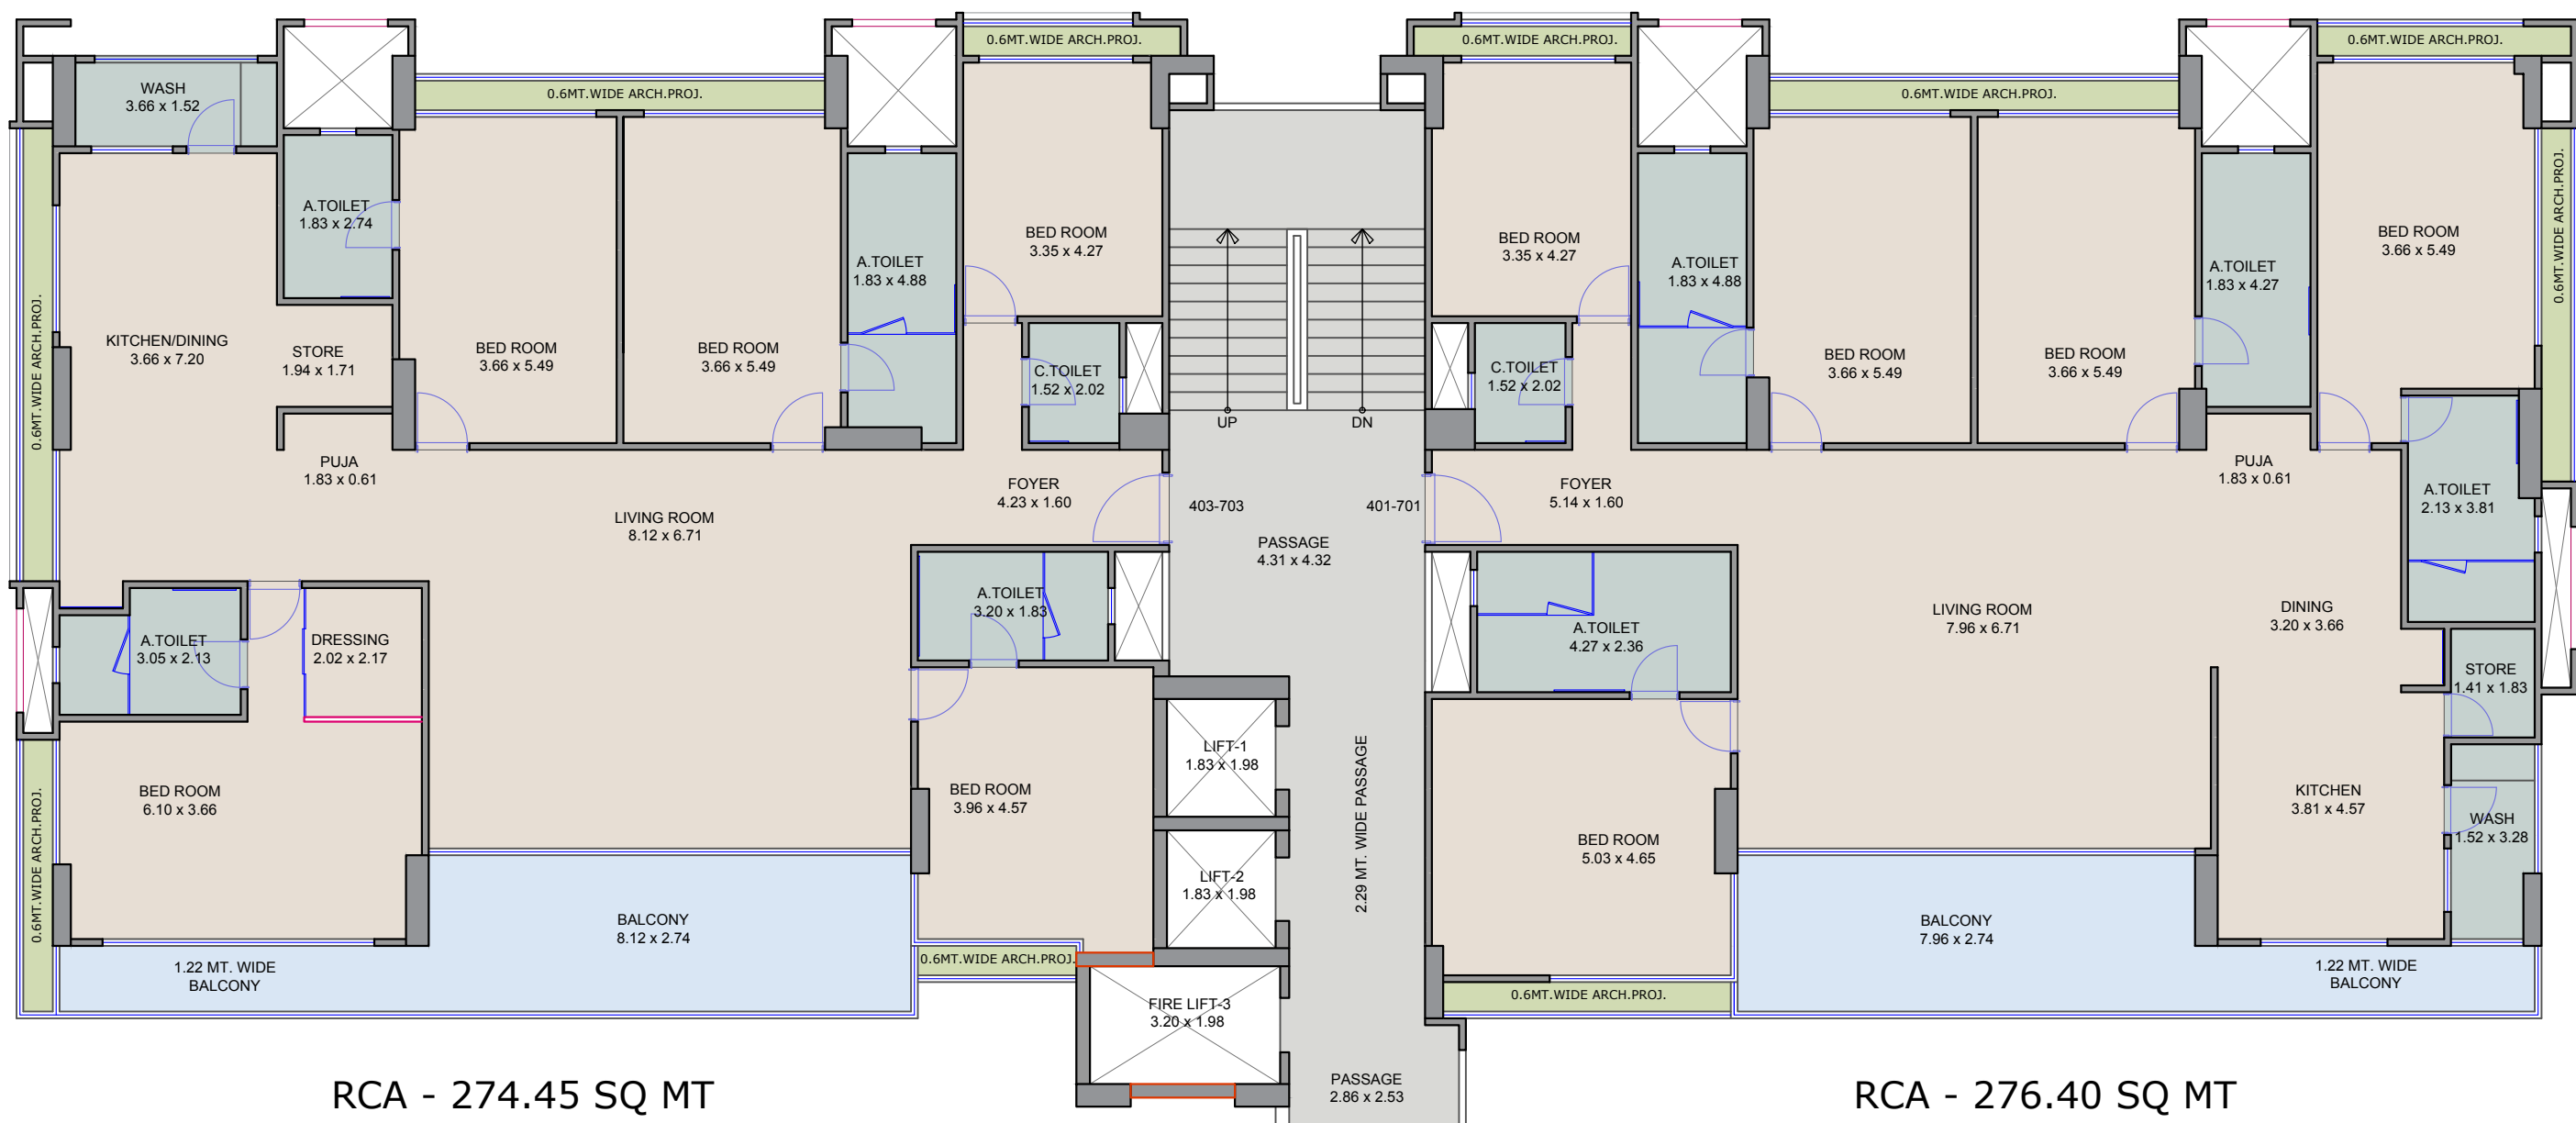 0.6MT.WIDE ARCH.PROJ.
0.6MT.WIDE ARCH.PROJ.
0.6MT.WIDE ARCH.PROJ.
WASH
3.66 x 1.52
0.6MT.WIDE ARCH.PROJ.
0.6MT.WIDE ARCH.PROJ.
A.TOILET
1.83 x 2.74
BED ROOM
3.35 x 4.27
BED ROOM
3.35 x 4.27
BED ROOM
3.66 x 5.49
0.6MT.WIDE ARCH.PROJ.
A.TOILET
1.83 x 4.88
A.TOILET
1.83 x 4.88
A.TOILET
1.83 x 4.27
0.6MT.WIDE ARCH.PROJ.
KITCHEN/DINING
3.66 x 7.20
STORE
1.94 x 1.71
BED ROOM
3.66 x 5.49
BED ROOM
3.66 x 5.49
C.TOILET
1.52 x 2.02
C.TOILET
1.52 x 2.02
BED ROOM
3.66 x 5.49
BED ROOM
3.66 x 5.49
UP
DN
PUJA
1.83 x 0.61
FOYER
4.23 x 1.60
403-703
401-701
FOYER
5.14 x 1.60
PUJA
1.83 x 0.61
A.TOILET
2.13 x 3.81
LIVING ROOM
8.12 x 6.71
PASSAGE
4.31 x 4.32
A.TOILET
3.20 x 1.83
LIVING ROOM
7.96 x 6.71
DINING
3.20 x 3.66
A.TOILET
3.05 x 2.13
DRESSING
2.02 x 2.17
A.TOILET
4.27 x 2.36
STORE
1.41 x 1.83
LIFT-1
1.83 x 1.98
BED ROOM
6.10 x 3.66
BED ROOM
3.96 x 4.57
2.29 MT. WIDE PASSAGE
KITCHEN
3.81 x 4.57
WASH
1.52 x 3.28
0.6MT.WIDE ARCH.PROJ.
BED ROOM
5.03 x 4.65
LIFT-2
1.83 x 1.98
BALCONY
8.12 x 2.74
BALCONY
7.96 x 2.74
0.6MT.WIDE ARCH.PROJ.
1.22 MT. WIDE
BALCONY
1.22 MT. WIDE
BALCONY
0.6MT.WIDE ARCH.PROJ.
FIRE LIFT-3
3.20 x 1.98
PASSAGE
2.86 x 2.53
RCA - 274.45 SQ MT
RCA - 276.40 SQ MT